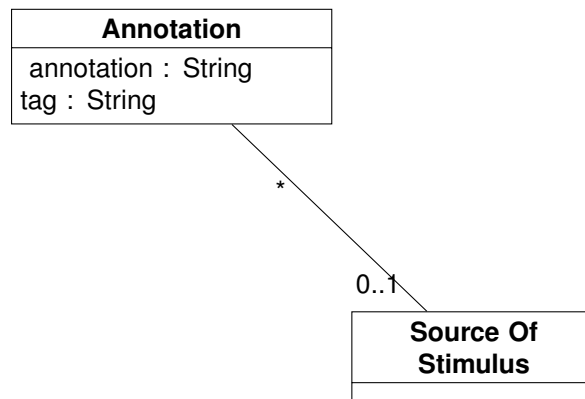 Annotation
annotation : String
tag : String
*
0..1
Source Of
Stimulus